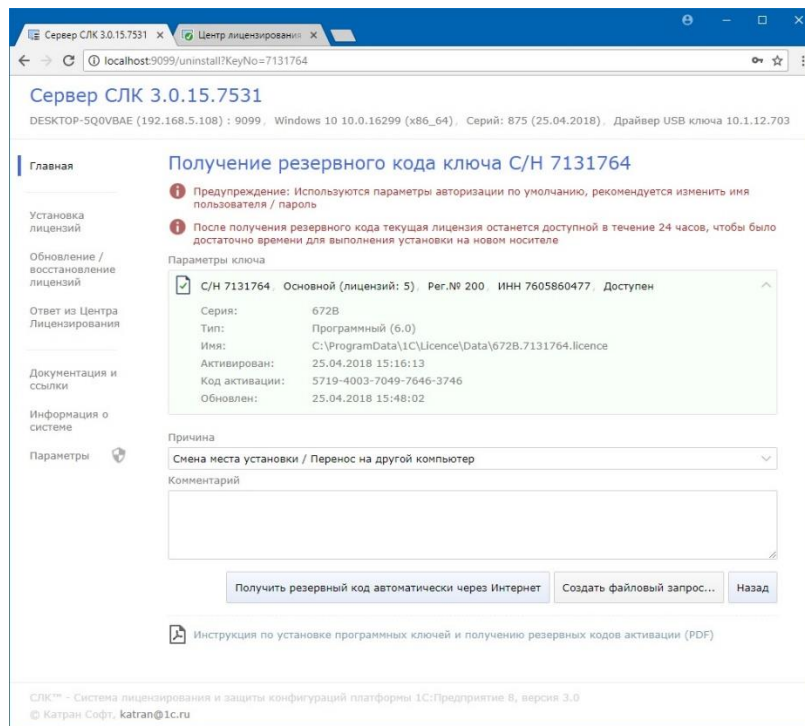 Сервер СЛК 3.0.15.7531
Центр лицензирования
localhost:9099/uninstall?KeyNo=7131764
Сервер СЛК 3.0.15.7531
DESKTOP-5Q0VBAE (192.168.5.108) : 9099, Windows 10 10.0.16299 (x86_64), Серий: 875 (25.04.2018), Драйвер USB ключа 10.1.12.703
Главная
Установка
лицензий
Обновление /
восстановление
лицензий
Ответ из Центра
Лицензирования
Документация и
ссылки
Информация о
системе
Параметры
Получение резервного кода ключа С/Н 7131764
Предупреждение: Используются параметры авторизации по умолчанию, рекомендуется изменить имя
пользователя / пароль
После получения резервного кода текущая лицензия останется доступной в течение 24 часов, чтобы было
достаточно времени для выполнения установки на новом носителе
Параметры ключа
С/Н 7131764, Основной (лицензий: 5), Рег.№ 200, ИНН 7605860477, Доступен
Серия: 672B
Тип: Программный (6.0)
Имя: C:\ProgramData\1C\Licence\Data\672B.7131764.licence
Активирован: 25.04.2018 15:16:13
Код активации: 5719-4003-7049-7646-3746
Обновлен: 25.04.2018 15:48:02
Причина
Смена места установки / Перенос на другой компьютер
Комментарий
Получить резервный код автоматически через Интернет
Создать файловый запрос...
Назад
Инструкция по установке программных ключей и получению резервных кодов активации (PDF)
СЛК™ - Система лицензирования и защиты конфигураций платформы 1С:Предприятие 8, версия 3.0
© Катран Софт, katran@1c.ru